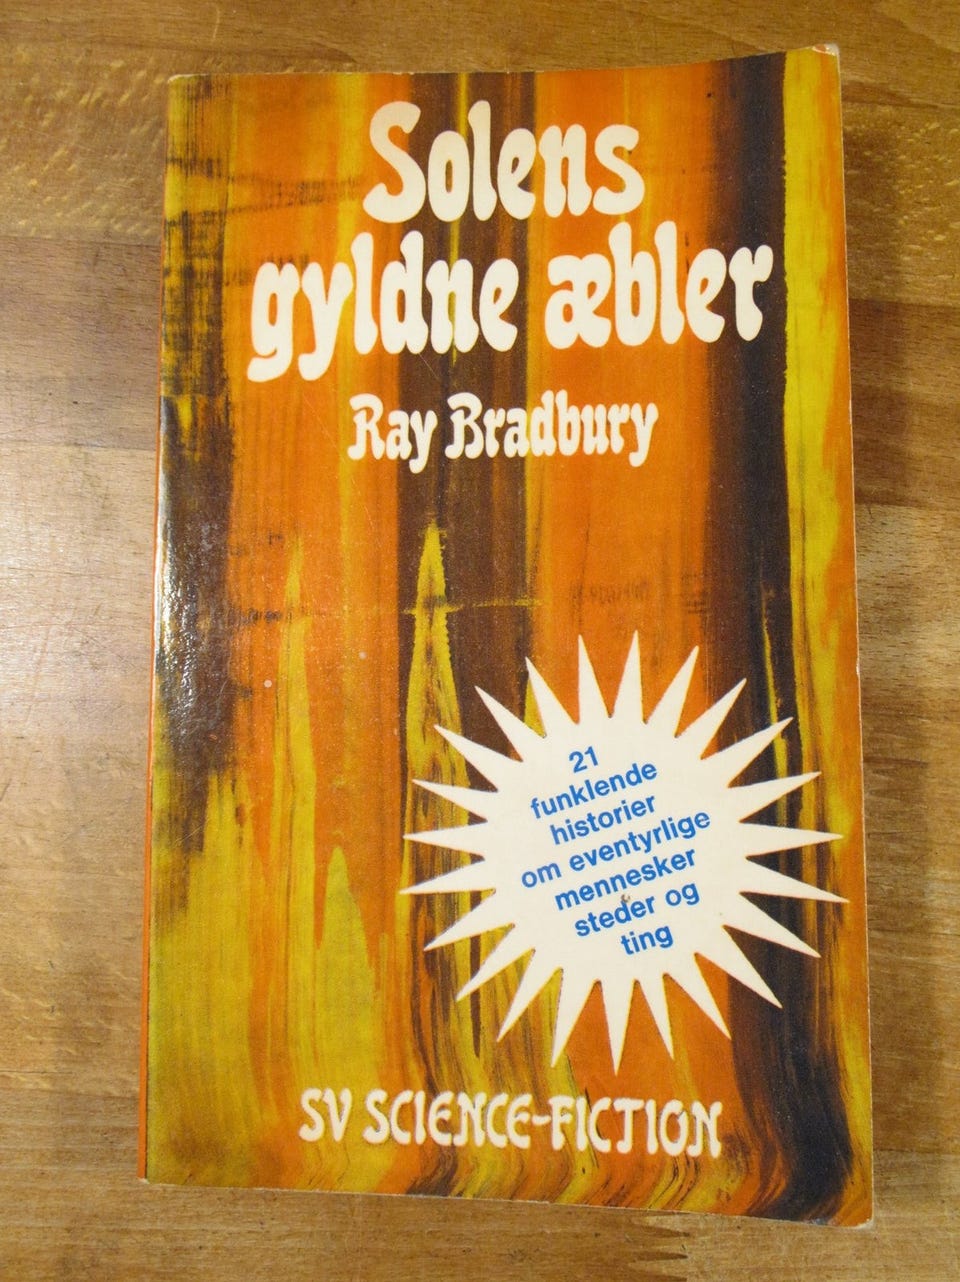 Solens
gyldne æbler
Ray Bradbury
21
funklende
historier
om eventyrlige
mennesker
steder og
ting
SV SCIENCE-FICTION